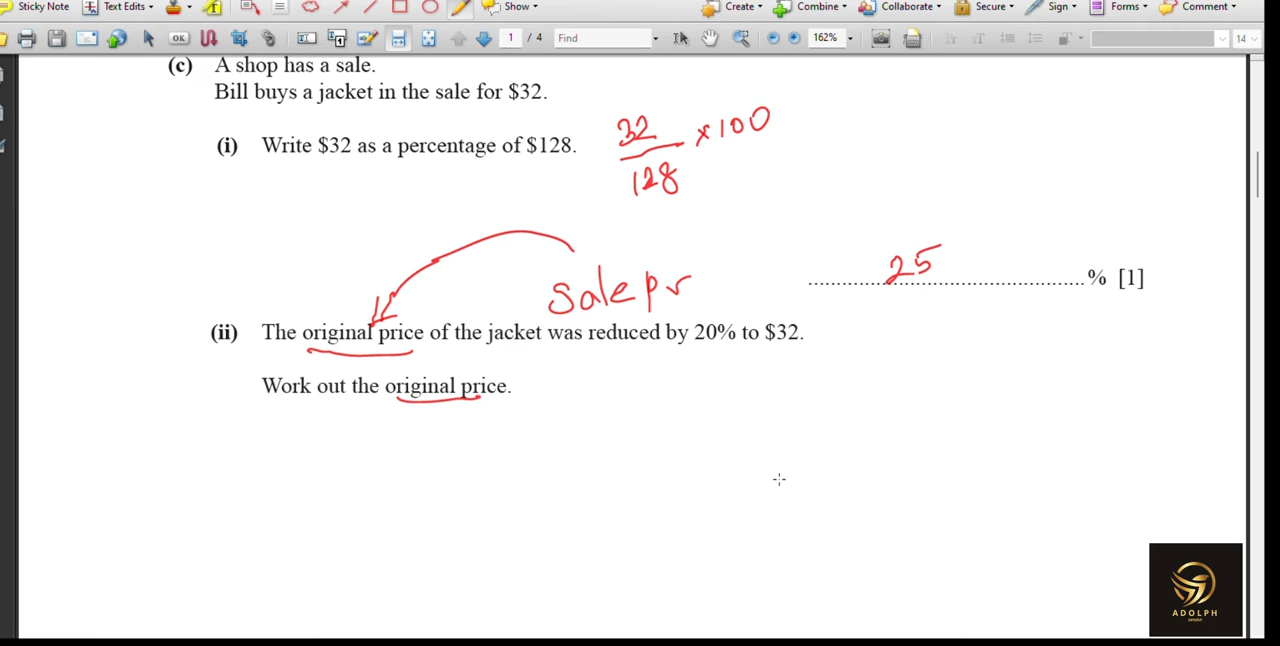 Sticky Note Text Edits Show Create Combine Collaborate Secure Sign Forms Comment
OK 1 / 4 Find 162% 14
(c) A shop has a sale.
Bill buys a jacket in the sale for $32.
(i) Write $32 as a percentage of $128.
32
128
×100
25
% [1]
sale pr
(ii) The original price of the jacket was reduced by 20% to $32.
Work out the original price.
ADOLPH